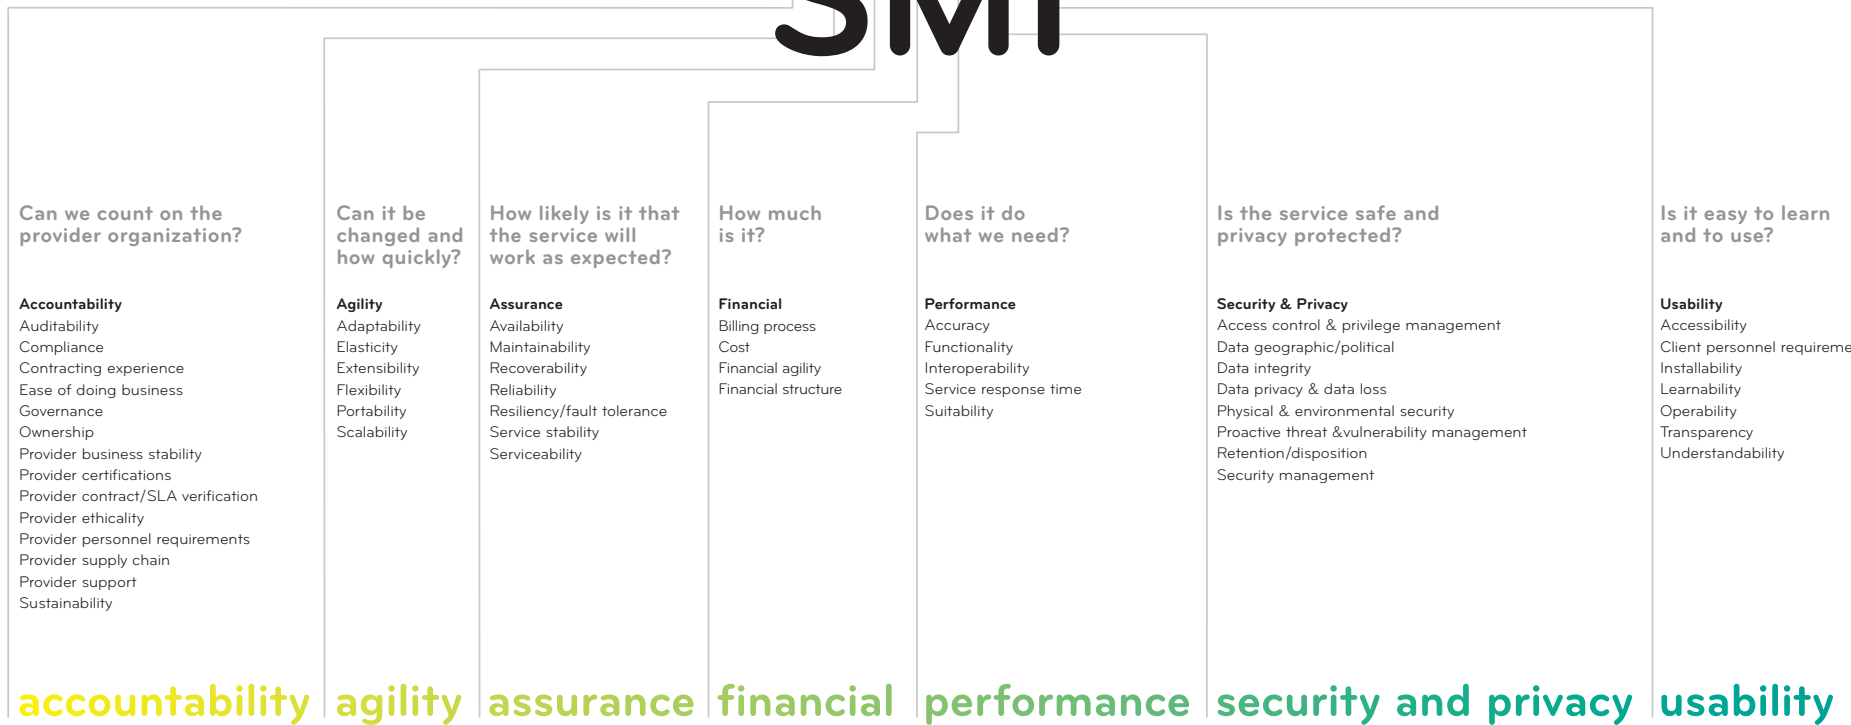 SMI
Can we count on the
provider organization?
Accountability
Auditability
Compliance
Contracting experience
Ease of doing business
Governance
Ownership
Provider business stability
Provider certifications
Provider contract/SLA verification
Provider ethicality
Provider personnel requirements
Provider supply chain
Provider support
Sustainability
accountability
Can it be
changed and
how quickly?
Agility
Adaptability
Elasticity
Extensibility
Flexibility
Portability
Scalability
agility
How likely is it that
the service will
work as expected?
Assurance
Availability
Maintainability
Recoverability
Reliability
Resiliency/fault tolerance
Service stability
Serviceability
assurance
How much
is it?
Financial
Billing process
Cost
Financial agility
Financial structure
financial
Does it do
what we need?
Performance
Accuracy
Functionality
Interoperability
Service response time
Suitability
performance
Is the service safe and
privacy protected?
Security & Privacy
Access control & privilege management
Data geographic/political
Data integrity
Data privacy & data loss
Physical & environmental security
Proactive threat &vulnerability management
Retention/disposition
Security management
security and privacy
Is it easy to learn
and to use?
Usability
Accessibility
Client personnel requireme
Installability
Learnability
Operability
Transparency
Understandability
usability